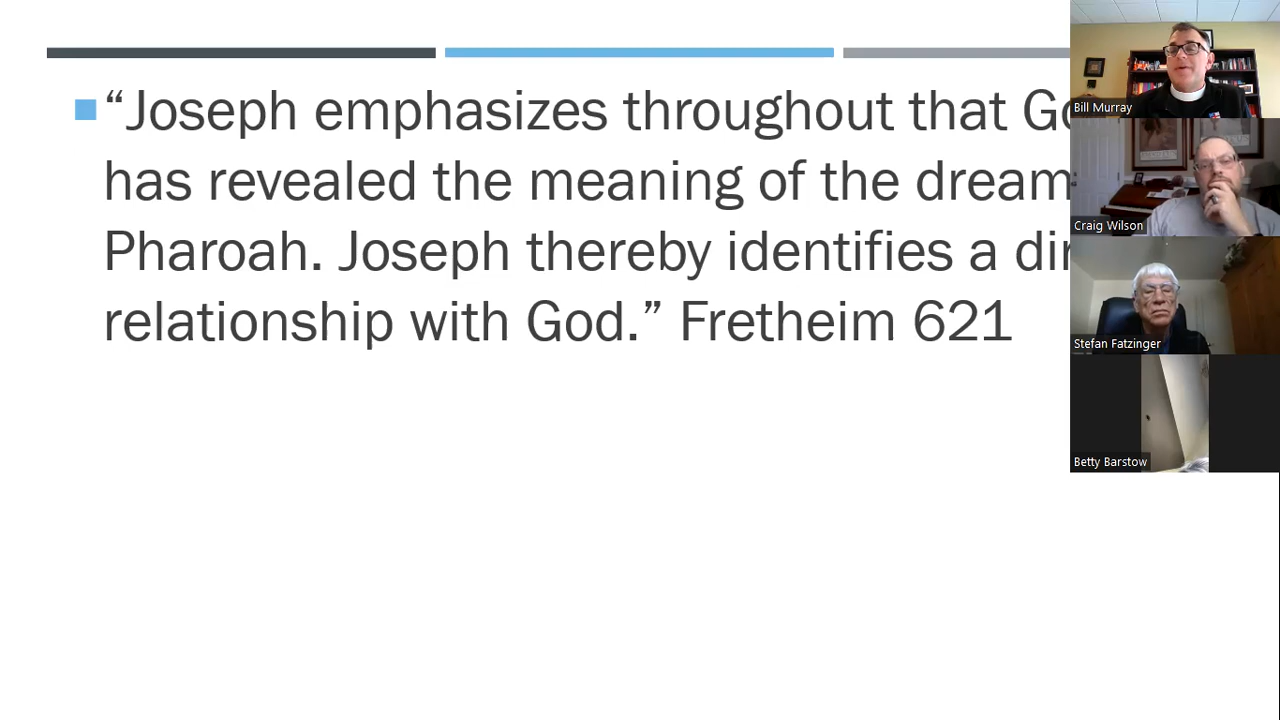 “Joseph emphasizes throughout that
has revealed the meaning of the dream
Pharoah. Joseph thereby identifies a
relationship with God.” Fretheim 621
Bill Murray
Craig Wilson
Stefan Fatzinger
Betty Barstow